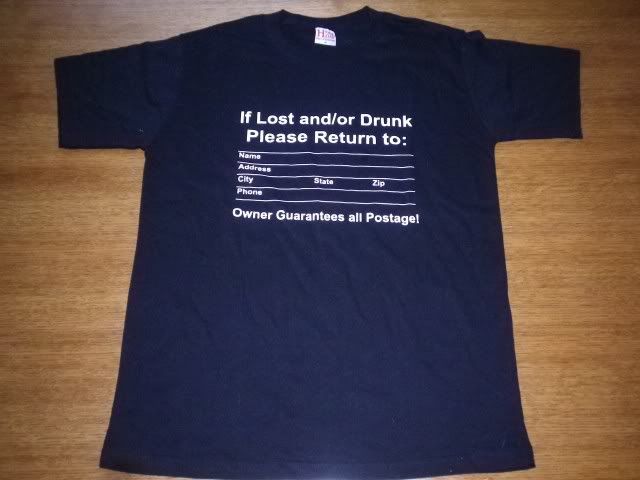 If Lost and/or Drunk
Please Return to:
Name
Address
City State Zip
Phone
Owner Guarantees all Postage!